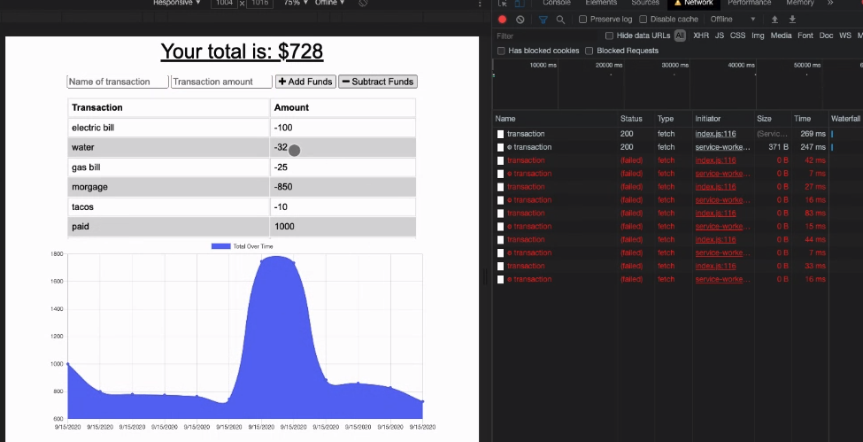 Responsive ▼ 1004 × 1016 75% ▼ Offline ▼
Your total is: $728
Name of transaction Transaction amount + Add Funds − Subtract Funds
Transaction Amount
electric bill -100
water -32
gas bill -25
morgage -850
tacos -10
paid 1000
Total Over Time
1800
1600
1400
1200
1000
800
600
9/15/2020 9/15/2020 9/15/2020 9/15/2020 9/15/2020 9/15/2020 9/15/2020 9/15/2020 9/15/2020 9/15/2020 9/15/2020 9/15/2020
Console Elements Sources Network Performance Memory »
Preserve log Disable cache Offline ▼
Filter Hide data URLs All XHR JS CSS Img Media Font Doc WS M
Has blocked cookies Blocked Requests
10000 ms 20000 ms 30000 ms 40000 ms 50000 ms
Name Status Type Initiator Size Time Waterfall
transaction 200 fetch index.js:116 (Servic... 269 ms
transaction 200 fetch service-worke... 371 B 247 ms
transaction (failed) fetch index.js:116 0 B 42 ms
transaction (failed) fetch service-worke... 0 B 7 ms
transaction (failed) fetch index.js:116 0 B 27 ms
transaction (failed) fetch service-worke... 0 B 16 ms
transaction (failed) fetch index.js:116 0 B 83 ms
transaction (failed) fetch service-worke... 0 B 15 ms
transaction (failed) fetch index.js:116 0 B 44 ms
transaction (failed) fetch service-worke... 0 B 7 ms
transaction (failed) fetch index.js:116 0 B 33 ms
transaction (failed) fetch service-worke... 0 B 16 ms